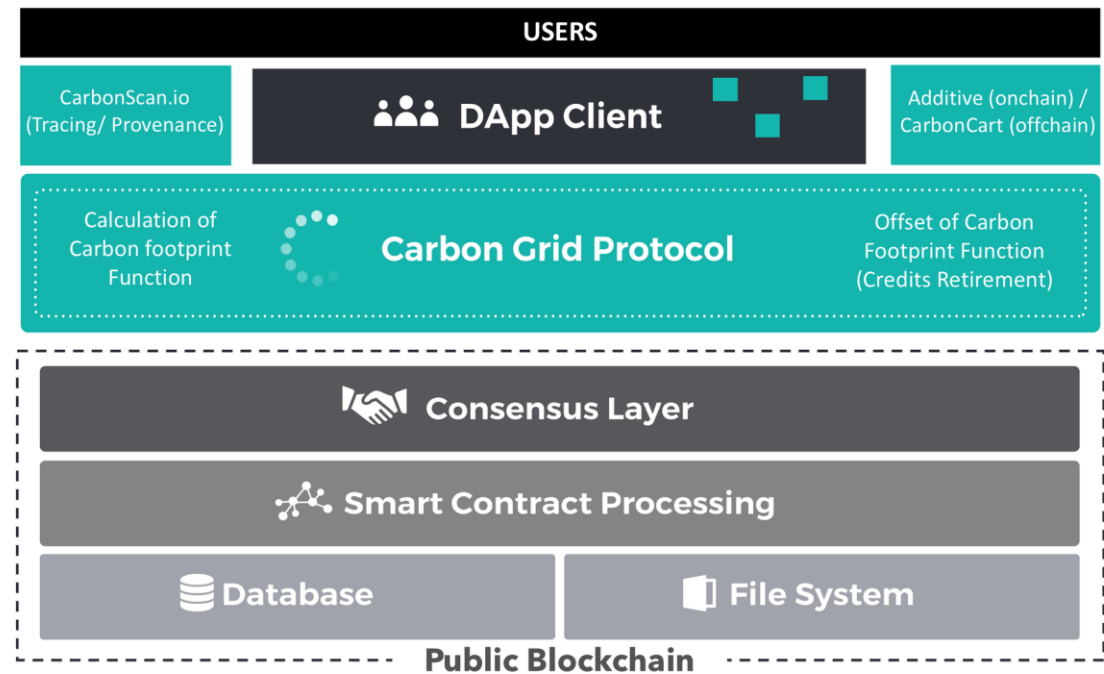 USERS
CarbonScan.io
(Tracing/ Provenance)
DApp Client
Additive (onchain) /
CarbonCart (offchain)
Calculation of
Carbon footprint
Function
Carbon Grid Protocol
Offset of Carbon
Footprint Function
(Credits Retirement)
Consensus Layer
Smart Contract Processing
Database
File System
Public Blockchain